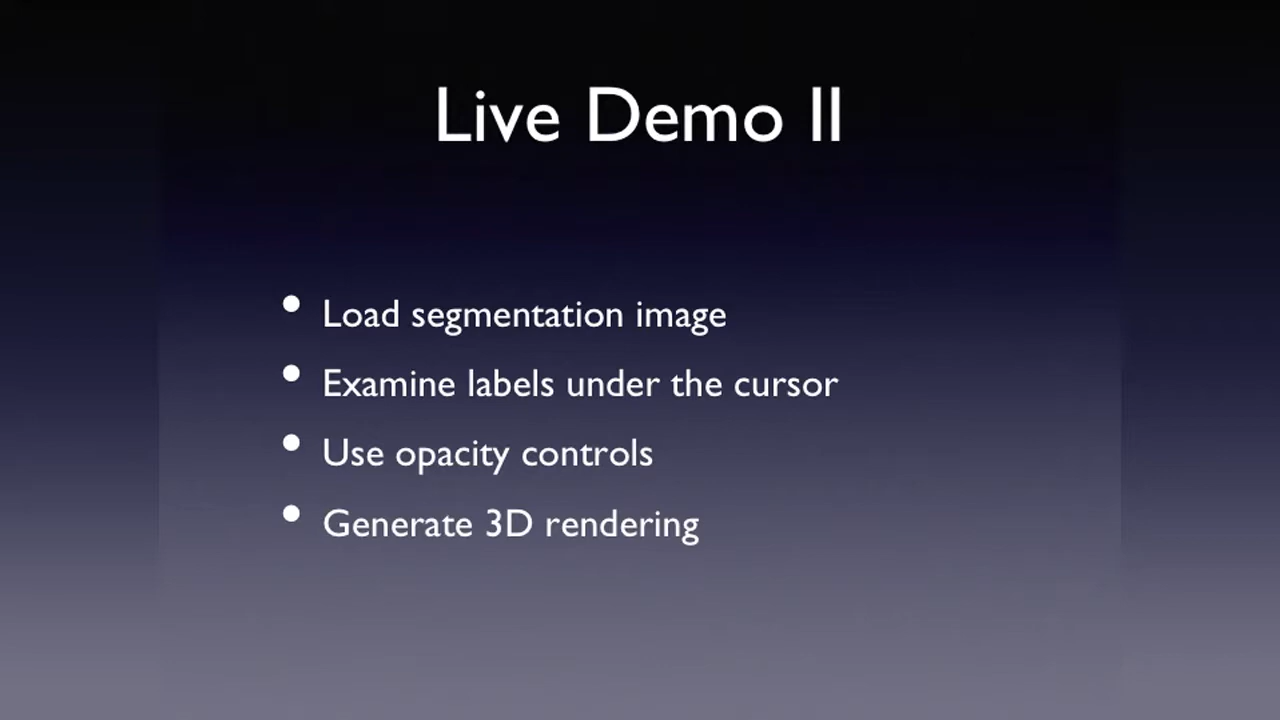 Live Demo II
• Load segmentation image
• Examine labels under the cursor
• Use opacity controls
• Generate 3D rendering